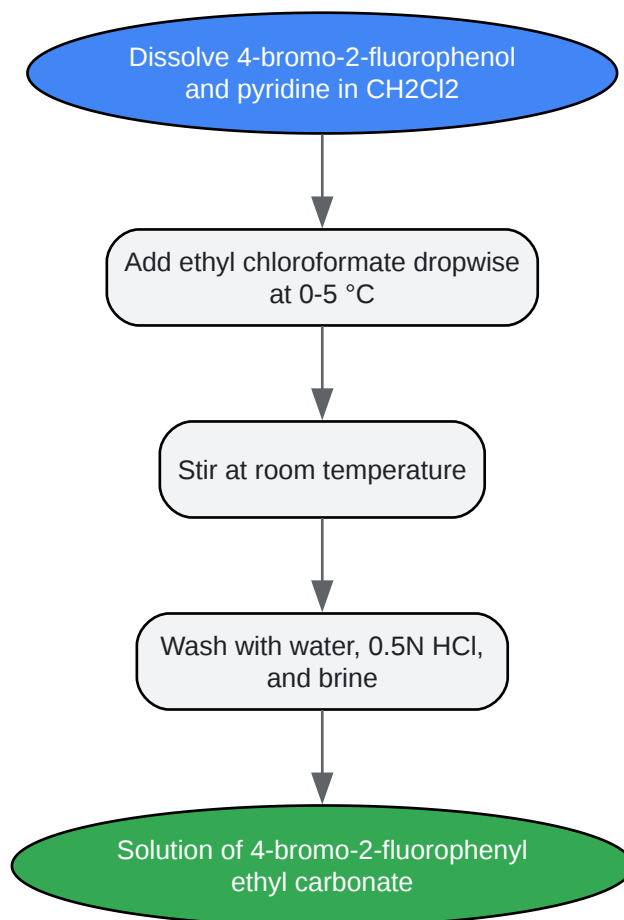 Dissolve 4-bromo-2-fluorophenol
and pyridine in CH2Cl2
Add ethyl chloroformate dropwise
at 0-5 °C
Stir at room temperature
Wash with water, 0.5N HCl,
and brine
Solution of 4-bromo-2-fluorophenyl
ethyl carbonate